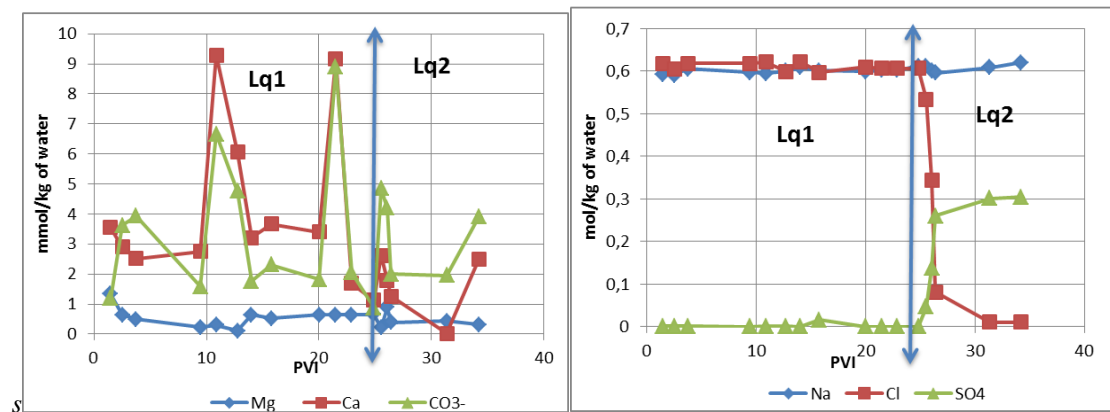 10
9
8
7
6
5
4
3
2
1
0
mmol/kg of water
Lq1
Lq2
0 10 20 30 40
PVI
Mg Ca CO3-
s
0,7
0,6
0,5
0,4
0,3
0,2
0,1
0
mol/kg of water
Lq1
Lq2
0 10 20 30 40
PVI
Na Cl SO4